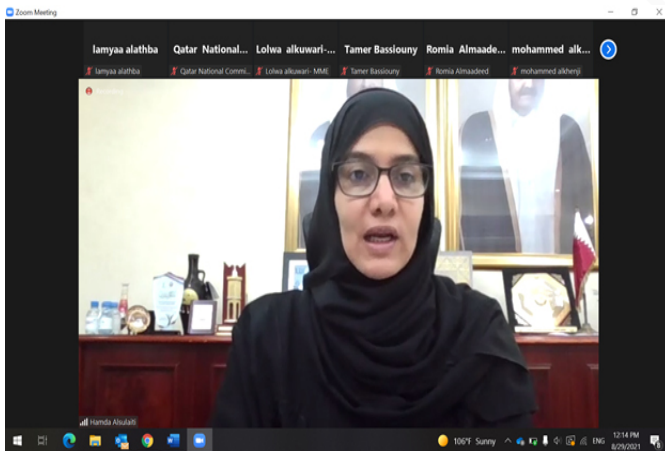 Zoom Meeting
lamyaa alathba
Qatar National...
Lolwa alkuwari-...
Tamer Bassiouny
Romia Almaade...
mohammed alk...
lamyaa alathba
Qatar National Commi...
Lolwa alkuwari- MME
Tamer Bassiouny
Romia Almaadeed
mohammed alkhenji
Hamda Alsulaiti
106°F Sunny
ENG
12:14 PM
8/29/2021